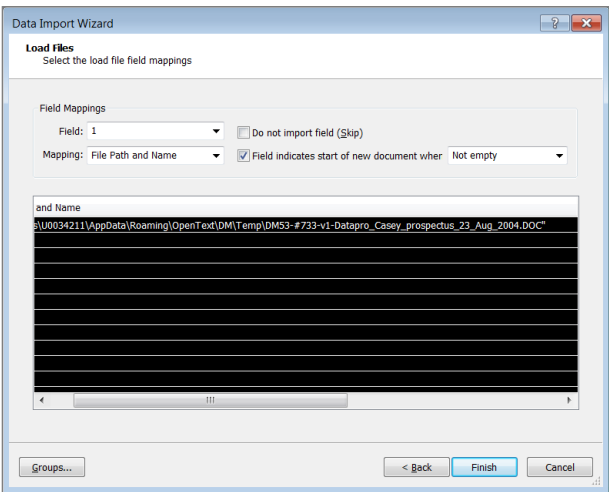 Data Import Wizard
Load Files
Select the load file field mappings
Field Mappings
Field: 1
Do not import field (Skip)
Mapping: File Path and Name
Field indicates start of new document wher Not empty
and Name
s\U0034211\AppData\Roaming\OpenText\DM\Temp\DM53-#733-v1-Datapro_Casey_prospectus_23_Aug_2004.DOC"
Groups...
< Back
Finish
Cancel